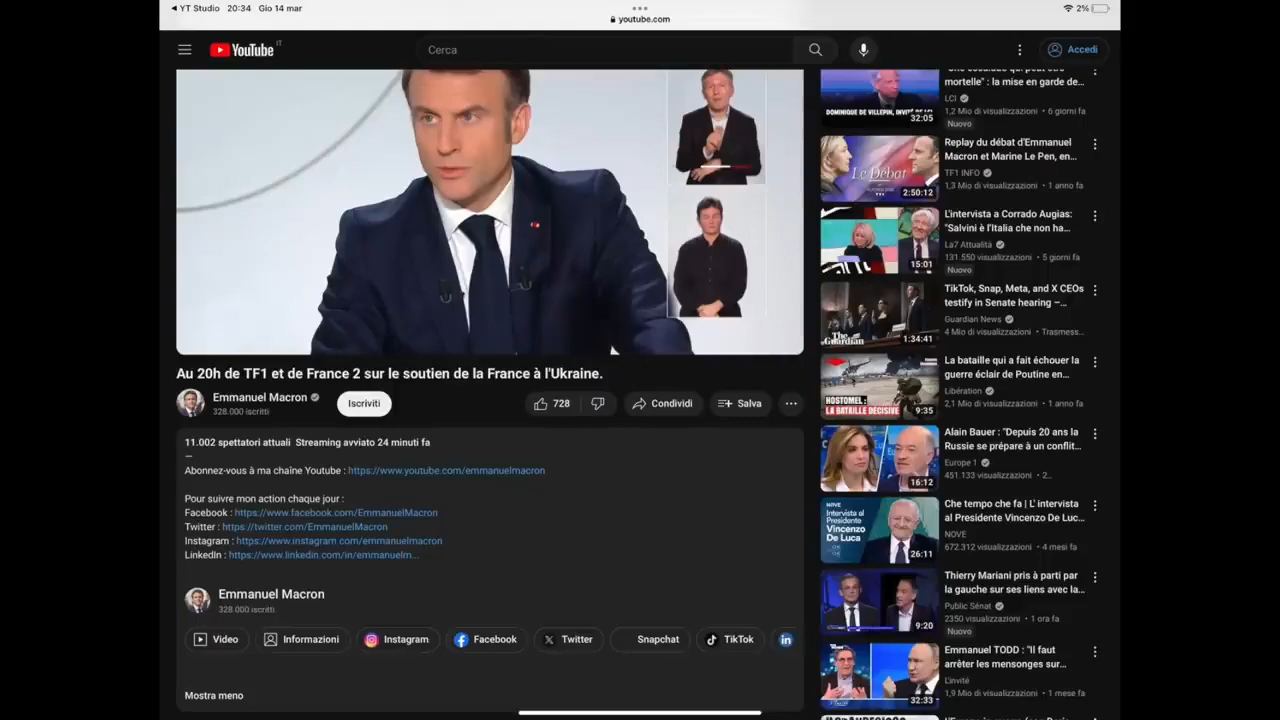 YT Studio 20:34 Gio 14 mar
youtube.com
2%
YouTube IT
Cerca
Accedi
Au 20h de TF1 et de France 2 sur le soutien de la France à l'Ukraine.
Emmanuel Macron
328.000 iscritti
Iscriviti
728
Condividi
Salva
11.002 spettatori attuali Streaming avviato 24 minuti fa
—
Abonnez-vous à ma chaîne Youtube : https://www.youtube.com/emmanuelmacron
Pour suivre mon action chaque jour :
Facebook : https://www.facebook.com/EmmanuelMacron
Twitter : https://twitter.com/EmmanuelMacron
Instagram : https://www.instagram.com/emmanuelmacron
LinkedIn : https://www.linkedin.com/in/emmanuelm...
Emmanuel Macron
328.000 iscritti
Video
Informazioni
Instagram
Facebook
Twitter
Snapchat
TikTok
Mostra meno
mortelle" : la mise en garde de...
LCI
1,2 Mio di visualizzazioni • 6 giorni fa
Nuovo
DOMINIQUE DE VILLEPIN,
32:05
Replay du débat d'Emmanuel
Macron et Marine Le Pen, en...
TF1 INFO
1,3 Mio di visualizzazioni • 1 anno fa
Le Débat
2:50:12
L'intervista a Corrado Augias:
"Salvini è l'Italia che non ha...
La7 Attualità
131.550 visualizzazioni • 5 giorni fa
Nuovo
15:01
TikTok, Snap, Meta, and X CEOs
testify in Senate hearing –...
Guardian News
4 Mio di visualizzazioni • Trasmess...
The
Guardian
1:34:41
La bataille qui a fait échouer la
guerre éclair de Poutine en...
Libération
2,1 Mio di visualizzazioni • 1 anno fa
HOSTOMEL:
LA BATAILLE DECISIVE
9:35
Alain Bauer : "Depuis 20 ans la
Russie se prépare à un conflit...
Europe 1
451.133 visualizzazioni • 2...
16:12
Che tempo che fa | L' intervista
al Presidente Vincenzo De Luc...
NOVE
672.312 visualizzazioni • 4 mesi fa
NOVE
Intervista al
Presidente
Vincenzo
De Luca
26:11
Thierry Mariani pris à parti par
la gauche sur ses liens avec la...
Public Sénat
2350 visualizzazioni • 1 ora fa
Nuovo
9:20
Emmanuel TODD : "Il faut
arrêter les mensonges sur...
L'invité
1,9 Mio di visualizzazioni • 1 mese fa
32:33